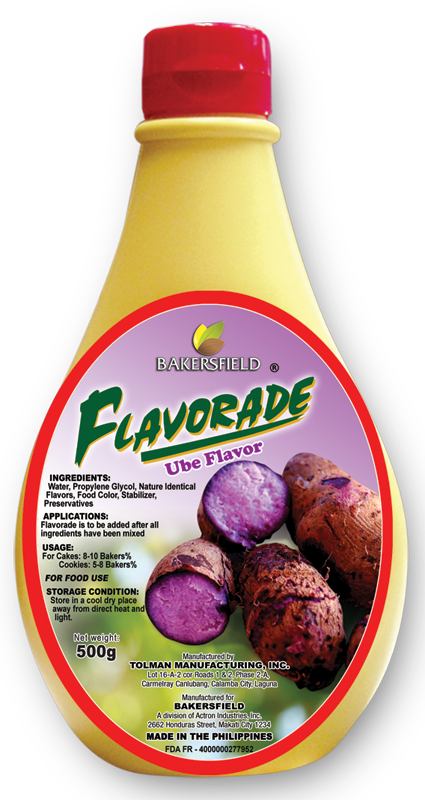 BAKERSFIELD ®
FLAVORADE
Ube Flavor
INGREDIENTS:
Water, Propylene Glycol, Nature Identical
Flavors, Food Color, Stabilizer,
Preservatives
APPLICATIONS:
Flavorade is to be added after all
ingredients have been mixed
USAGE:
For Cakes: 8-10 Bakers%
Cookies: 5-8 Bakers%
FOR FOOD USE
STORAGE CONDITION:
Store in a cool dry place
away from direct heat and
light.
Net weight:
500g
Manufactured by
TOLMAN MANUFACTURING, INC.
Lot 16-A-2 cor Roads 1 & 2, Phase 2-A,
Carmelray Canlubang, Calamba City, Laguna
Manufactured for
BAKERSFIELD
A division of Actron Industries, Inc.
2662 Honduras Street, Makati City 1234
MADE IN THE PHILIPPINES
FDA FR - 4000000277952